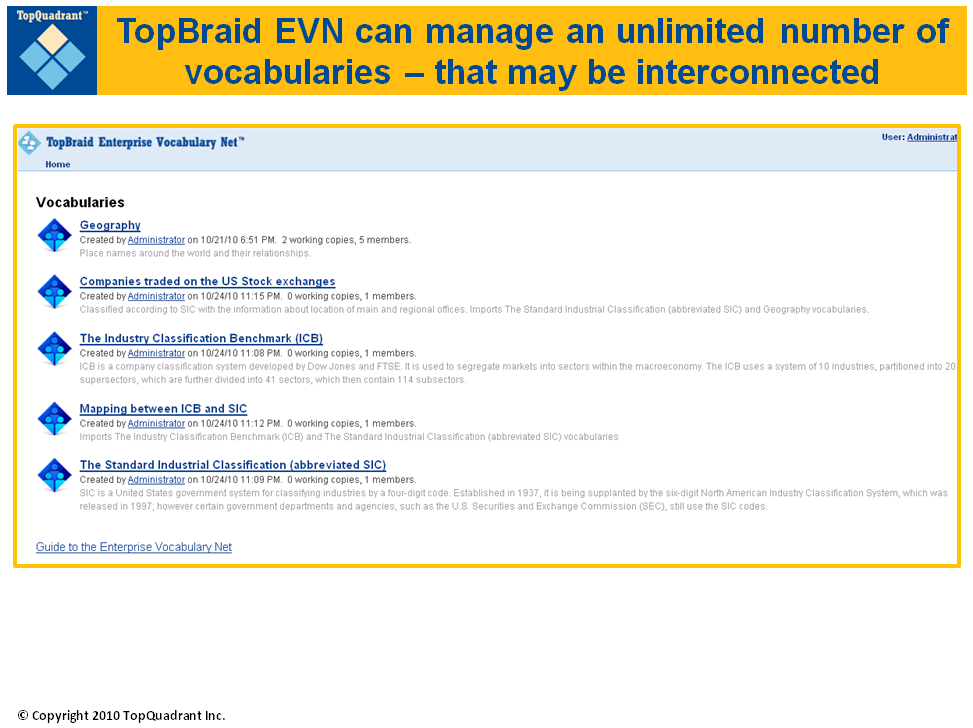 TopQuadrant™
TopBraid EVN can manage an unlimited number of
vocabularies – that may be interconnected
TopBraid Enterprise Vocabulary Net™
User: Administrat
Home
Vocabularies
Geography
Created by Administrator on 10/21/10 6:51 PM. 2 working copies, 5 members.
Place names around the world and their relationships.
Companies traded on the US Stock exchanges
Created by Administrator on 10/24/10 11:15 PM. 0 working copies, 1 members.
Classified according to SIC with the information about location of main and regional offices. Imports The Standard Industrial Classification (abbreviated SIC) and Geography vocabularies.
The Industry Classification Benchmark (ICB)
Created by Administrator on 10/24/10 11:08 PM. 0 working copies, 1 members.
ICB is a company classification system developed by Dow Jones and FTSE. It is used to segregate markets into sectors within the macroeconomy. The ICB uses a system of 10 industries, partitioned into 20
supersectors, which are further divided into 41 sectors, which then contain 114 subsectors.
Mapping between ICB and SIC
Created by Administrator on 10/24/10 11:12 PM. 0 working copies, 1 members.
Imports The Industry Classification Benchmark (ICB) and The Standard Industrial Classification (abbreviated SIC) vocabularies
The Standard Industrial Classification (abbreviated SIC)
Created by Administrator on 10/24/10 11:09 PM. 0 working copies, 1 members.
SIC is a United States government system for classifying industries by a four-digit code. Established in 1937, it is being supplanted by the six-digit North American Industry Classification System, which was
released in 1997; however certain government departments and agencies, such as the U.S. Securities and Exchange Commission (SEC), still use the SIC codes.
Guide to the Enterprise Vocabulary Net
© Copyright 2010 TopQuadrant Inc.